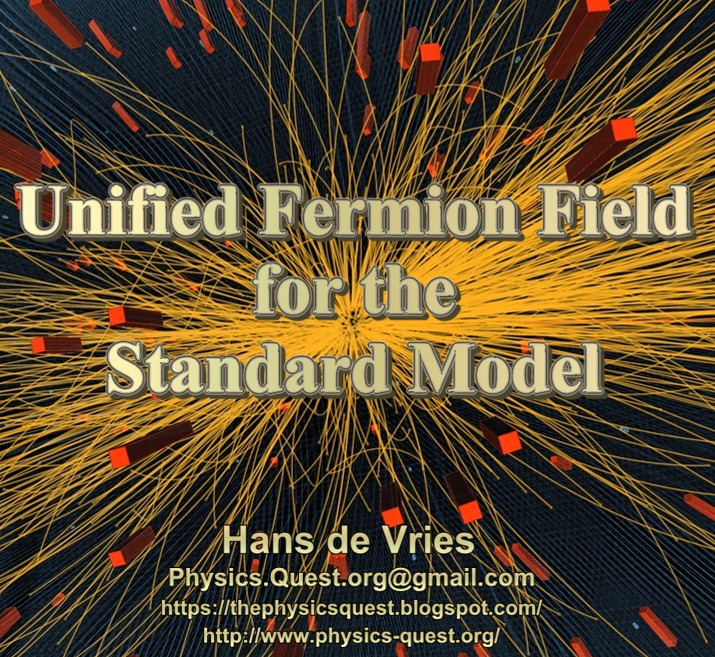 Unified Fermion Field
for the
Standard Model
Hans de Vries
Physics.Quest.org@gmail.com
https://thephysicsquest.blogspot.com/
http://www.physics-quest.org/